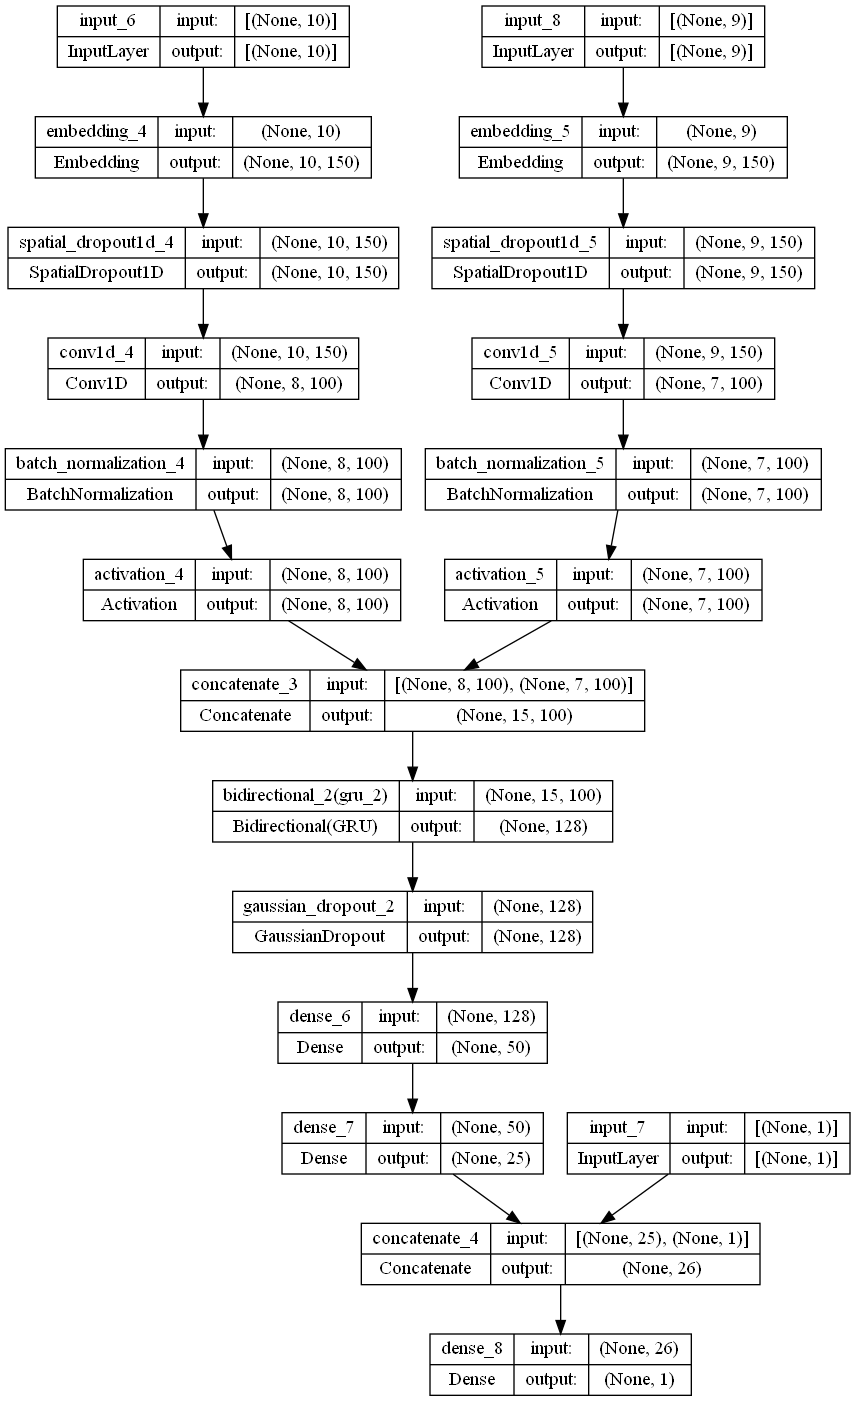 input_6 input: [(None, 10)]
InputLayer output: [(None, 10)]
input_8 input: [(None, 9)]
InputLayer output: [(None, 9)]
embedding_4 input: (None, 10)
Embedding output: (None, 10, 150)
embedding_5 input: (None, 9)
Embedding output: (None, 9, 150)
spatial_dropout1d_4 input: (None, 10, 150)
SpatialDropout1D output: (None, 10, 150)
spatial_dropout1d_5 input: (None, 9, 150)
SpatialDropout1D output: (None, 9, 150)
conv1d_4 input: (None, 10, 150)
Conv1D output: (None, 8, 100)
conv1d_5 input: (None, 9, 150)
Conv1D output: (None, 7, 100)
batch_normalization_4 input: (None, 8, 100)
BatchNormalization output: (None, 8, 100)
batch_normalization_5 input: (None, 7, 100)
BatchNormalization output: (None, 7, 100)
activation_4 input: (None, 8, 100)
Activation output: (None, 8, 100)
activation_5 input: (None, 7, 100)
Activation output: (None, 7, 100)
concatenate_3 input: [(None, 8, 100), (None, 7, 100)]
Concatenate output: (None, 15, 100)
bidirectional_2(gru_2) input: (None, 15, 100)
Bidirectional(GRU) output: (None, 128)
gaussian_dropout_2 input: (None, 128)
GaussianDropout output: (None, 128)
dense_6 input: (None, 128)
Dense output: (None, 50)
dense_7 input: (None, 50)
Dense output: (None, 25)
input_7 input: [(None, 1)]
InputLayer output: [(None, 1)]
concatenate_4 input: [(None, 25), (None, 1)]
Concatenate output: (None, 26)
dense_8 input: (None, 26)
Dense output: (None, 1)